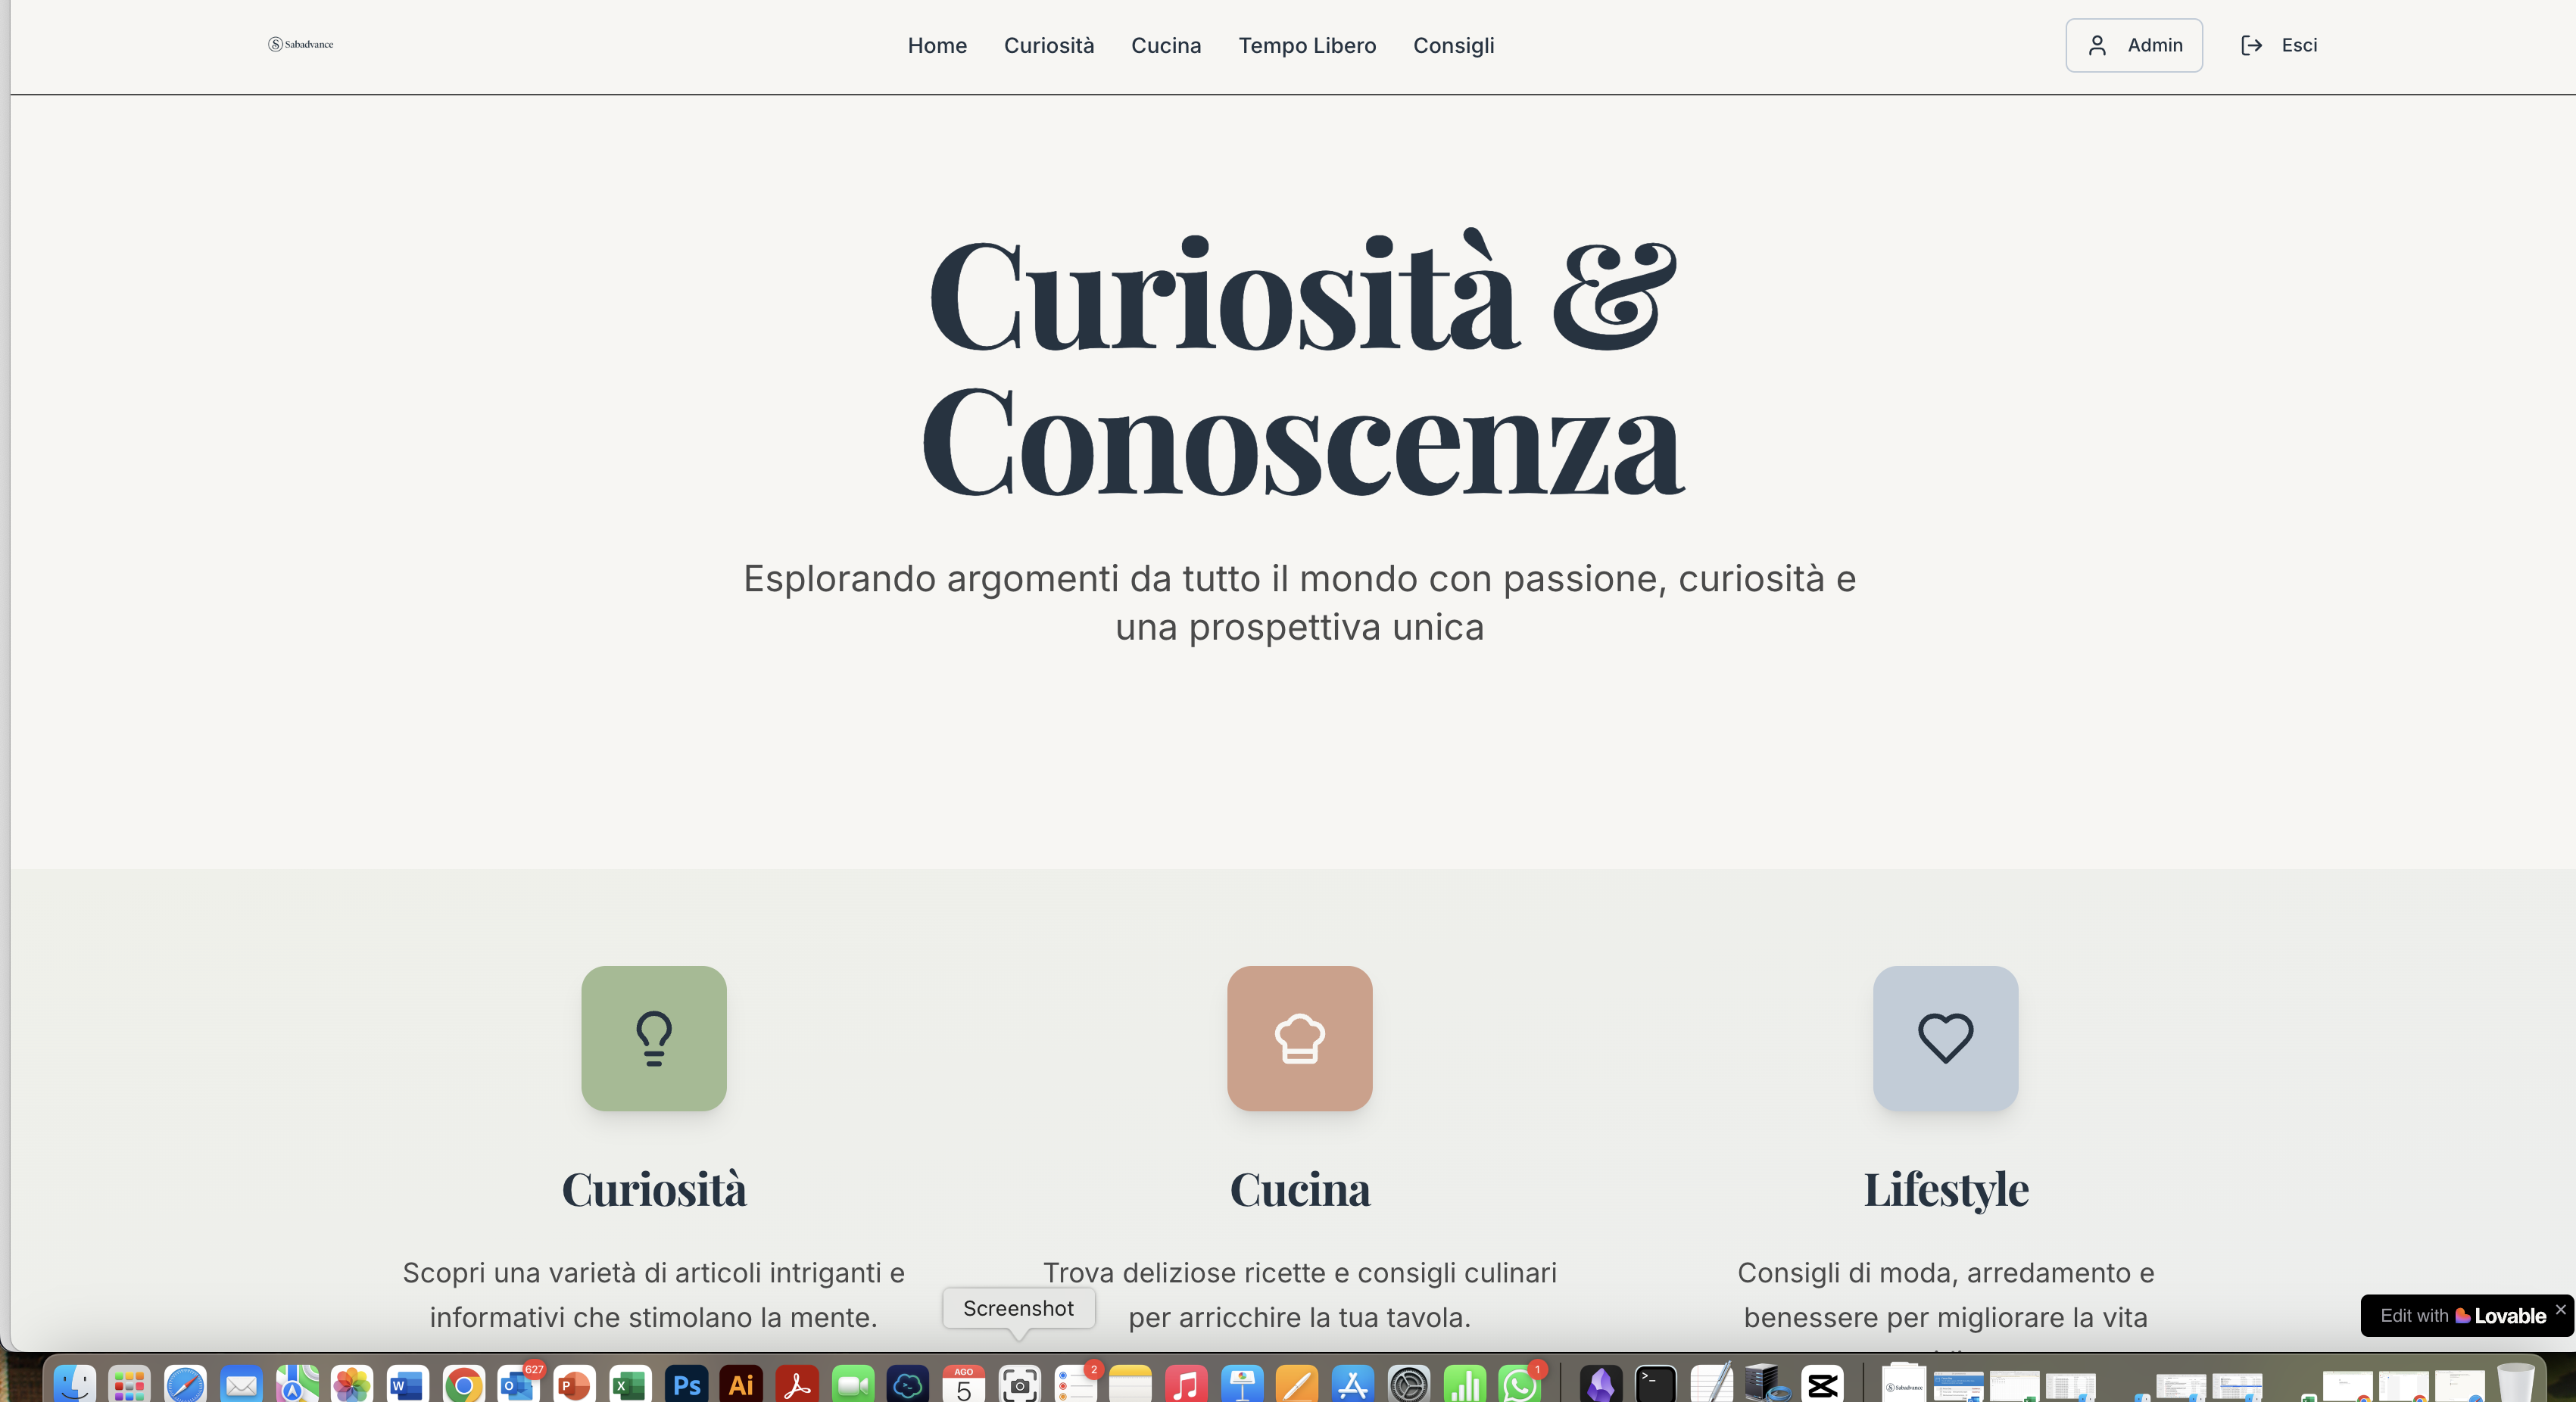 Sabadvance
Home Curiosità Cucina Tempo Libero Consigli
Admin Esci
Curiosità &
Conoscenza
Esplorando argomenti da tutto il mondo con passione, curiosità e
una prospettiva unica
Curiosità
Scopri una varietà di articoli intriganti e
informativi che stimolano la mente.
Cucina
Trova deliziose ricette e consigli culinari
per arricchire la tua tavola.
Lifestyle
Consigli di moda, arredamento e
benessere per migliorare la vita
Screenshot
Edit with Lovable
627
Ps
Ai
AGO
5
2
1
Sabadvance